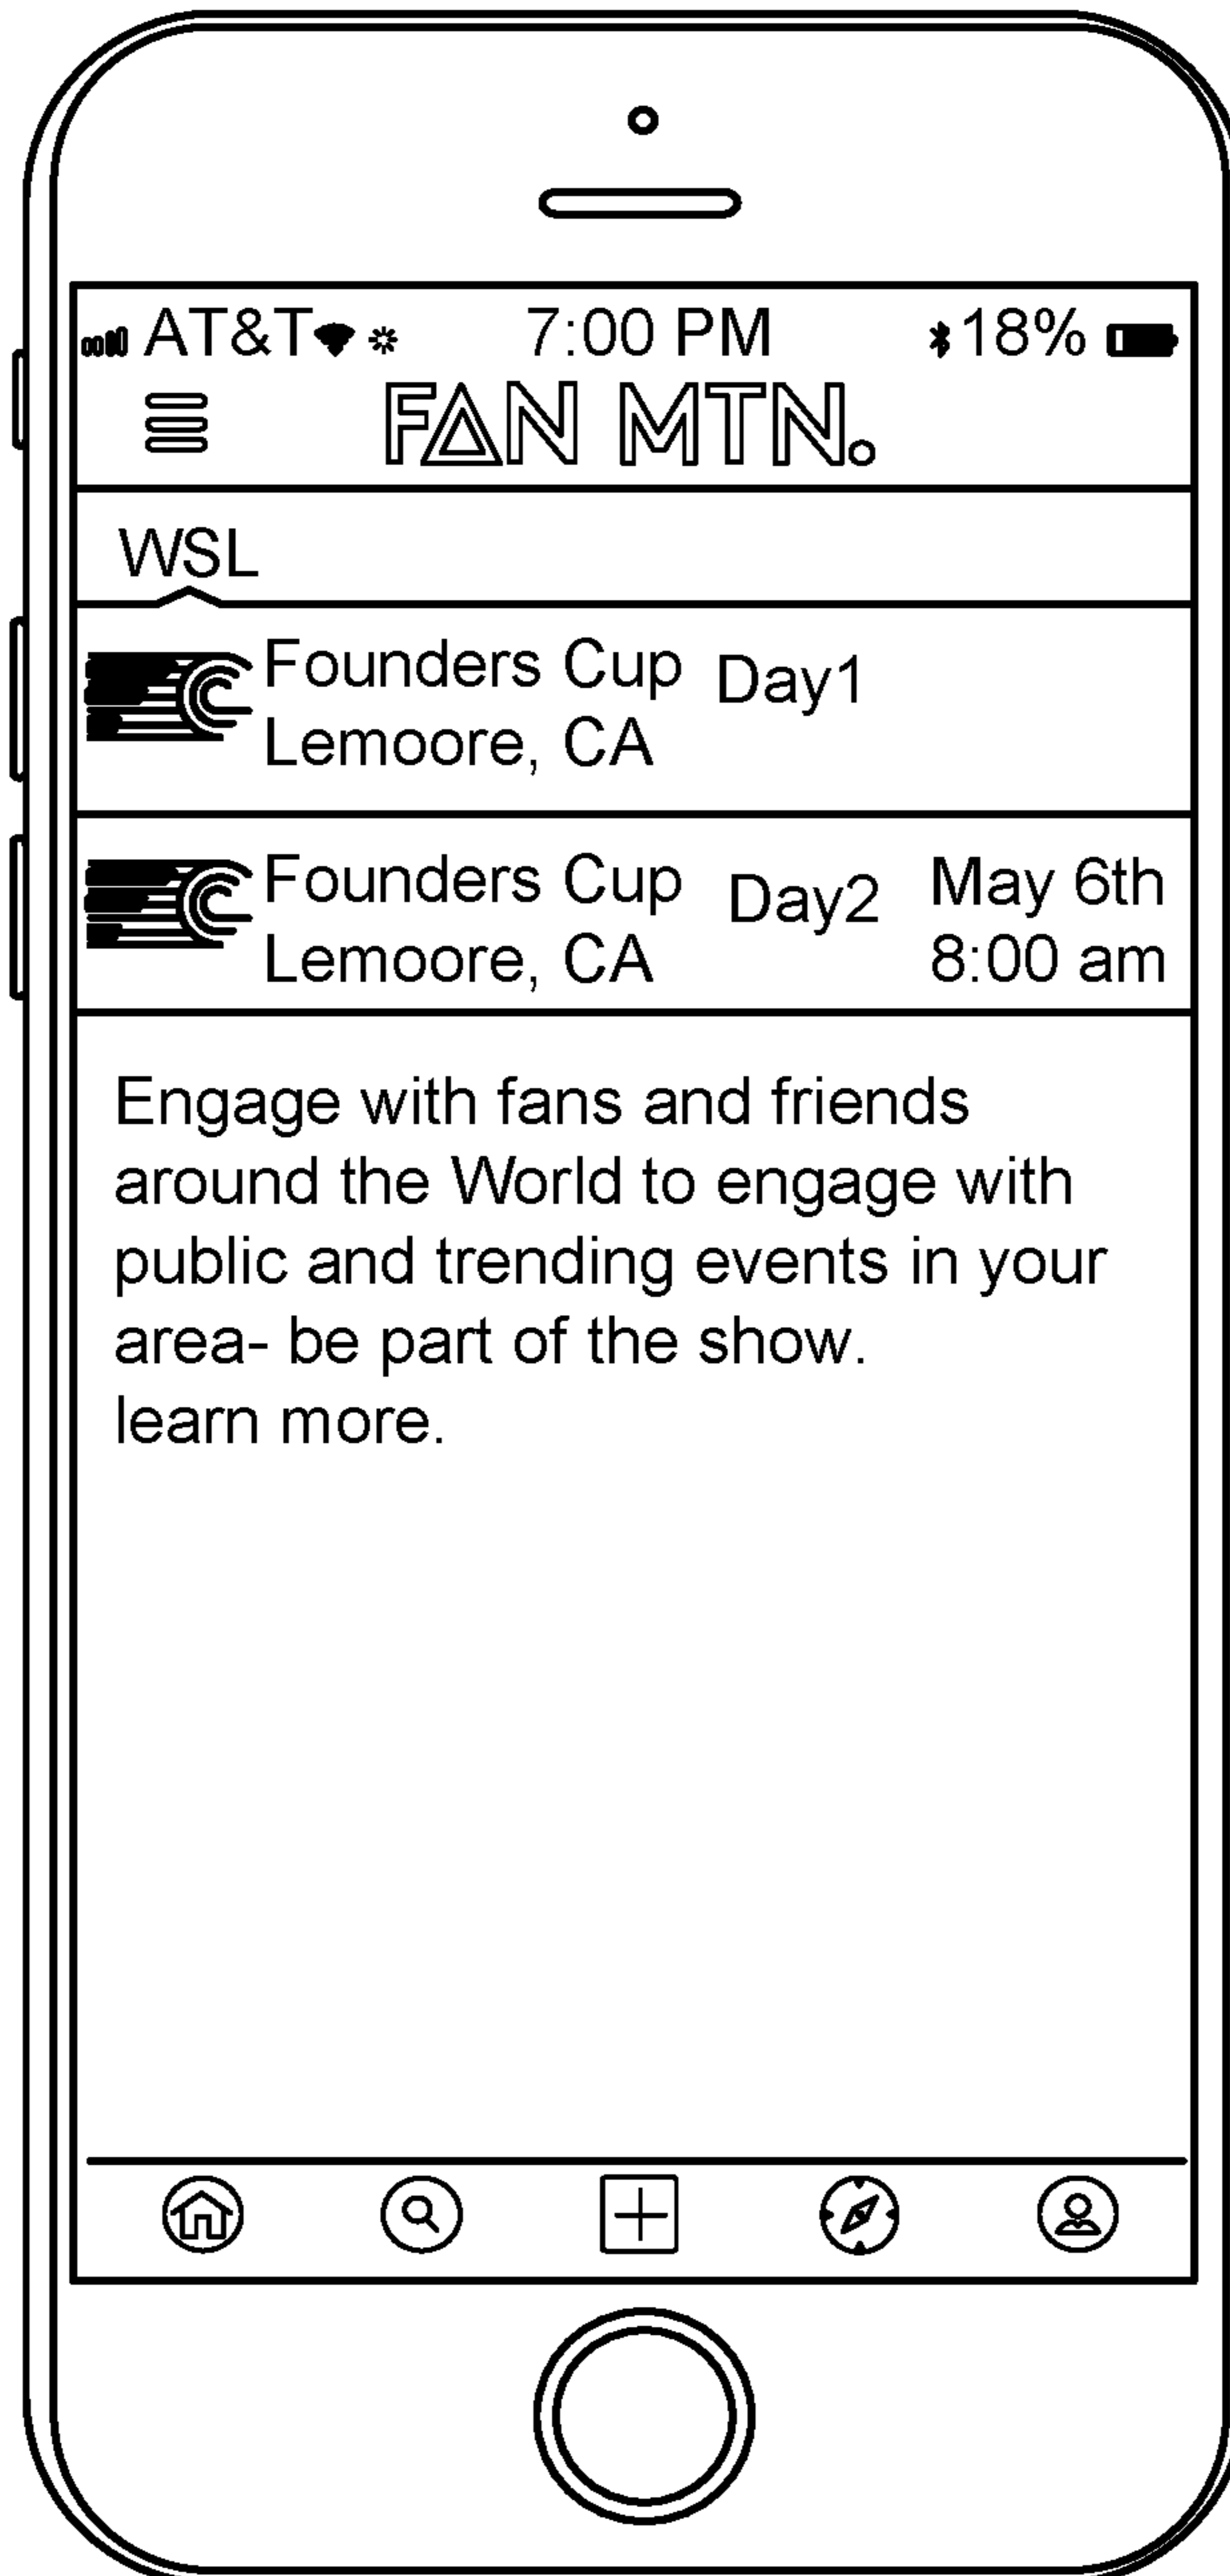 AT&T 7:00 PM 18%
FAN MTN.
WSL
Founders Cup Day1
Lemoore, CA
Founders Cup Day2 May 6th
Lemoore, CA 8:00 am
Engage with fans and friends
around the World to engage with
public and trending events in your
area- be part of the show.
learn more.